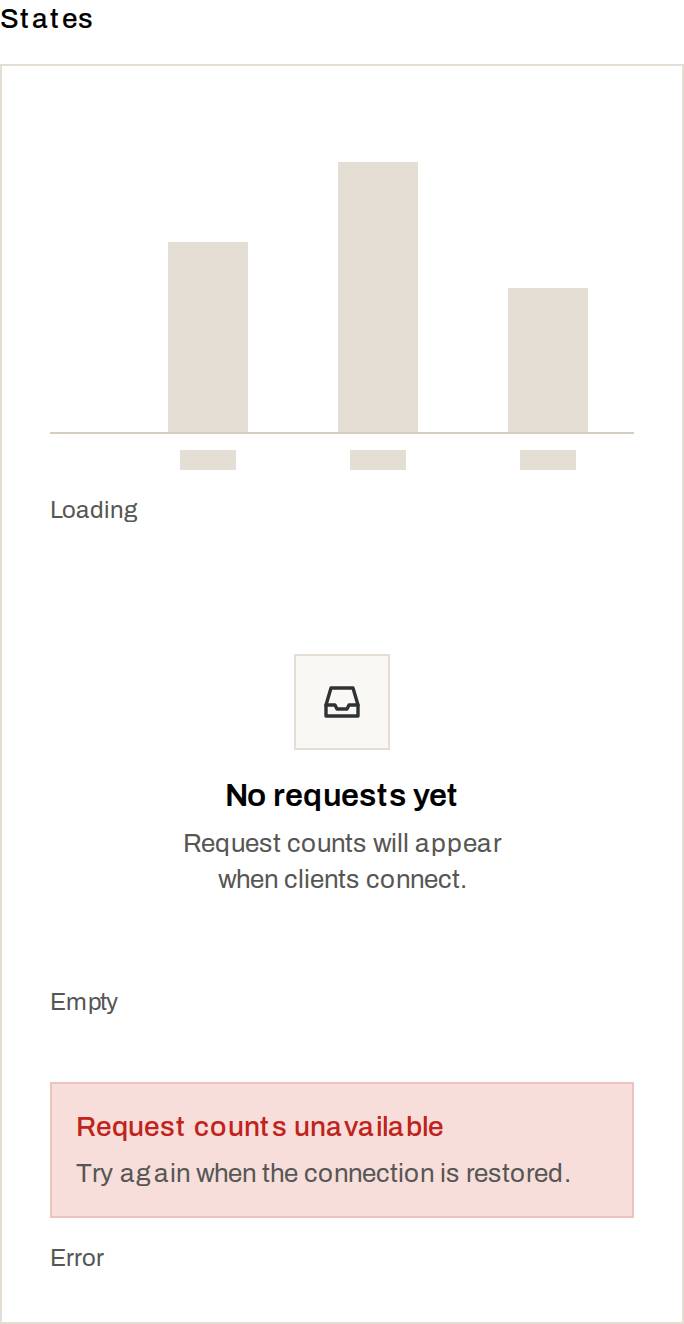 States
Loading
No requests yet
Request counts will appear
when clients connect.
Empty
Request counts unavailable
Try again when the connection is restored.
Error